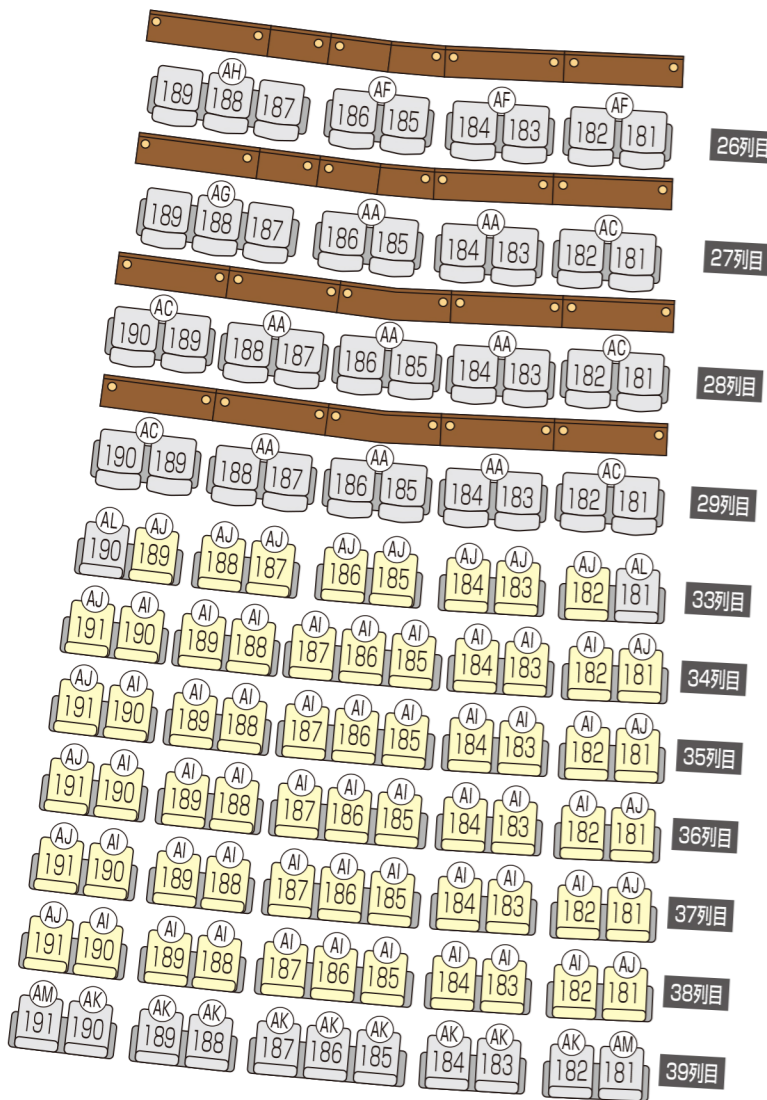 AH AF AF AF
189 188 187 186 185 184 183 182 181 26列目
AG AA AA AC
189 188 187 186 185 184 183 182 181 27列目
AC AA AA AA AC
190 189 188 187 186 185 184 183 182 181 28列目
AC AA AA AA AC
190 189 188 187 186 185 184 183 182 181 29列目
AL AJ AJ AJ AJ AJ AJ AJ AJ AL
190 189 188 187 186 185 184 183 182 181 33列目
AJ AI AI AI AI AI AI AI AI AI AJ
191 190 189 188 187 186 185 184 183 182 181 34列目
AJ AI AI AI AI AI AI AI AI AI AJ
191 190 189 188 187 186 185 184 183 182 181 35列目
AJ AI AI AI AI AI AI AI AI AI AJ
191 190 189 188 187 186 185 184 183 182 181 36列目
AJ AI AI AI AI AI AI AI AI AI AJ
191 190 189 188 187 186 185 184 183 182 181 37列目
AJ AI AI AI AI AI AI AI AI AI AJ
191 190 189 188 187 186 185 184 183 182 181 38列目
AM AK AK AK AK AK AK AK AK AK AM
191 190 189 188 187 186 185 184 183 182 181 39列目